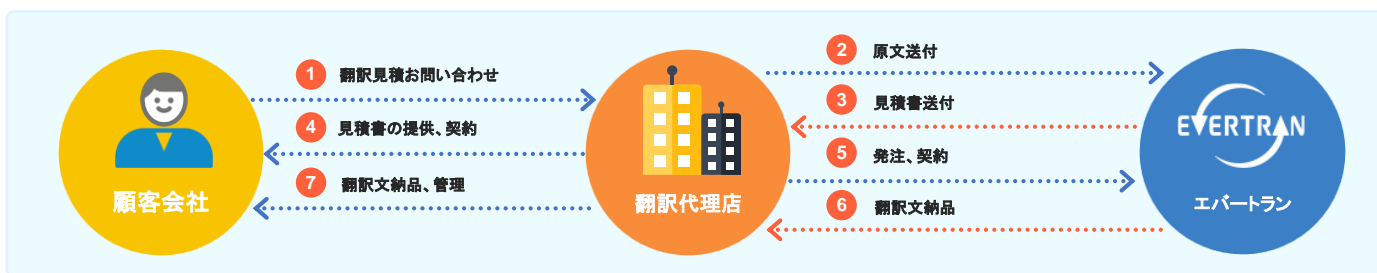 1 翻訳見積お問い合わせ
4 見積書の提供、契約
7 翻訳文納品、管理
顧客会社
翻訳代理店
2 原文送付
3 見積書送付
5 発注、契約
6 翻訳文納品
EVERTRAN
エバートラン